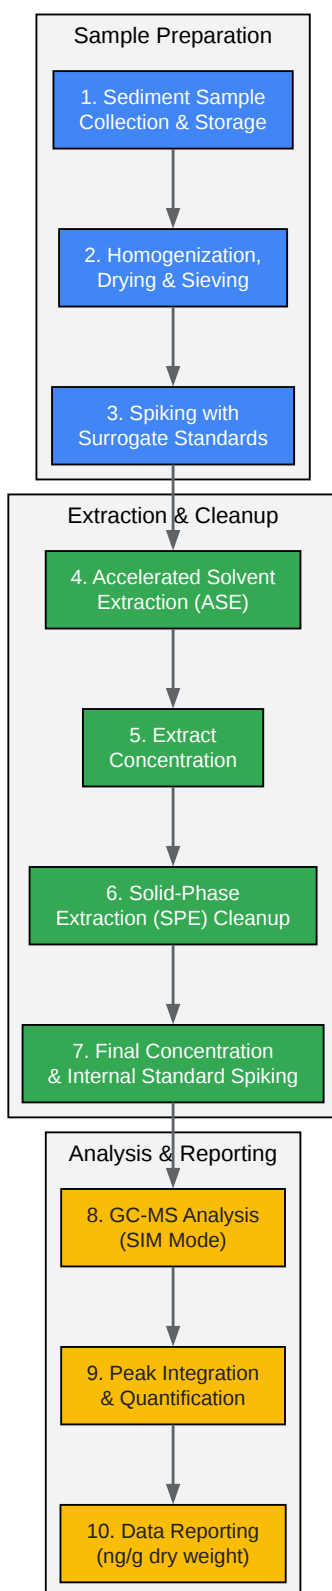 Sample Preparation
1. Sediment Sample
Collection & Storage
2. Homogenization,
Drying & Sieving
3. Spiking with
Surrogate Standards
Extraction & Cleanup
4. Accelerated Solvent
Extraction (ASE)
5. Extract
Concentration
6. Solid-Phase
Extraction (SPE) Cleanup
7. Final Concentration
& Internal Standard Spiking
Analysis & Reporting
8. GC-MS Analysis
(SIM Mode)
9. Peak Integration
& Quantification
10. Data Reporting
(ng/g dry weight)